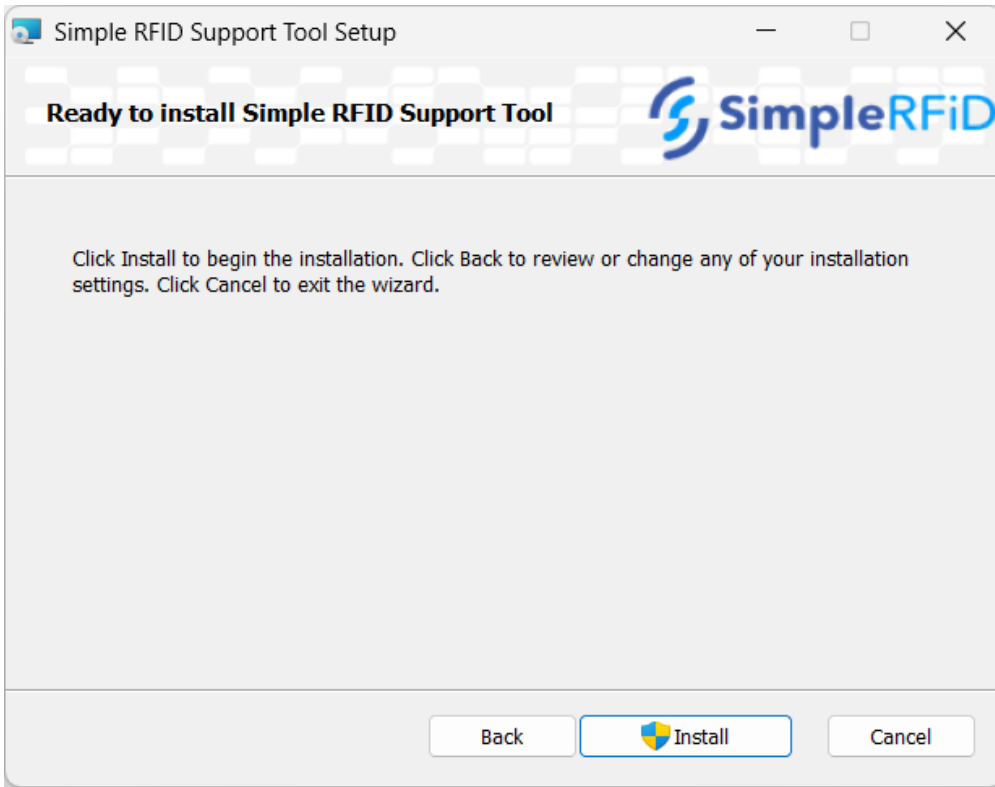 Simple RFID Support Tool Setup
Ready to install Simple RFID Support Tool
SimpleRFiD
Click Install to begin the installation. Click Back to review or change any of your installation
settings. Click Cancel to exit the wizard.
Back
Install
Cancel